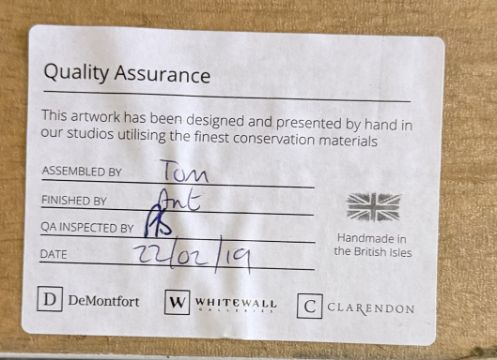 Quality Assurance
This artwork has been designed and presented by hand in
our studios utilising the finest conservation materials
ASSEMBLED BY Tom
FINISHED BY Ant
QA INSPECTED BY
DATE 22/02/19
Handmade in
the British Isles
D DeMontfort
W WHITEWALL
GALLERIES
C CLARENDON